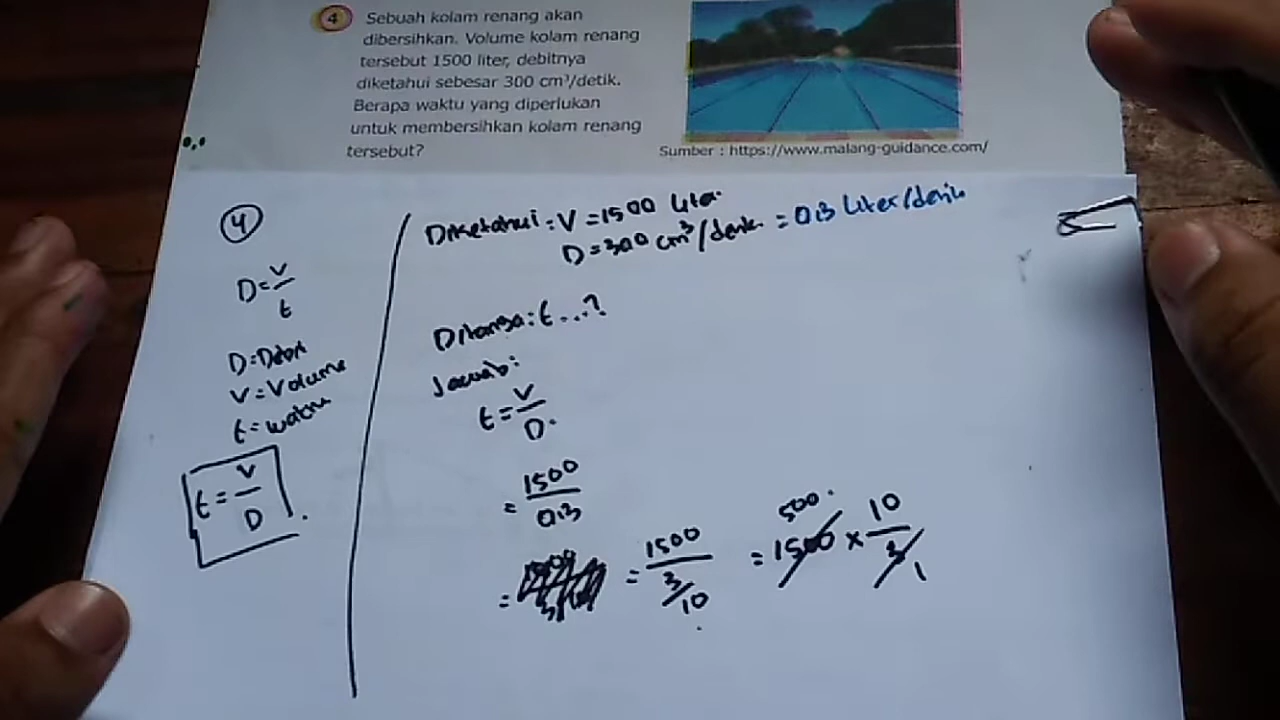 4 Sebuah kolam renang akan
dibersihkan. Volume kolam renang
tersebut 1500 liter, debitnya
diketahui sebesar 300 cm³/detik.
Berapa waktu yang diperlukan
untuk membersihkan kolam renang
tersebut?
Sumber : https://www.malang-guidance.com/
4
D = V/t
D = Debit
V = Volume
t = waktu
t = V/D
Diketahui : V = 1500 liter
D = 300 cm³/detik = 0,3 liter/detik
Ditanya : t...?
Jawab :
t = V/D
= 1500/0,3
= 1500/3/10 = 500 1500 x 10/3 1